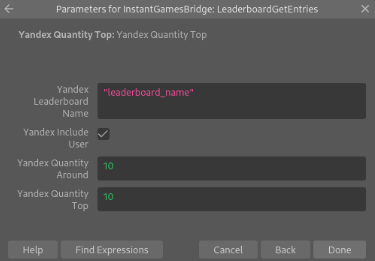 Parameters for InstantGamesBridge: LeaderboardGetEntries
Yandex Quantity Top: Yandex Quantity Top
Yandex
Leaderboard
Name
"leaderboard_name"
Yandex Include
User
Yandex Quantity
Around
10
Yandex Quantity
Top
10
Help
Find Expressions
Cancel
Back
Done